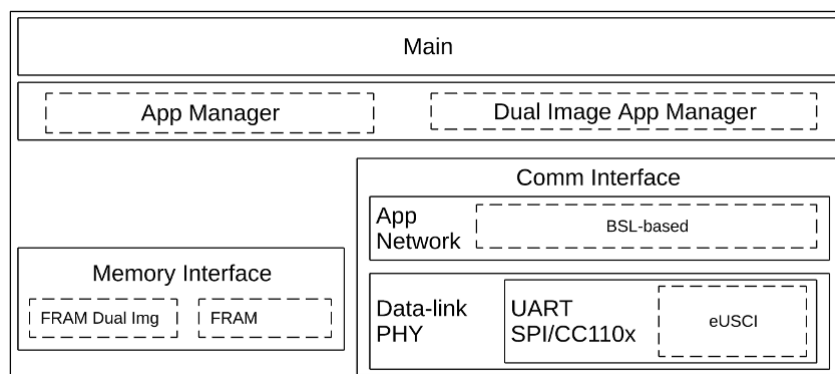 Main
App Manager
Dual Image App Manager
Comm Interface
App
Network
BSL-based
Memory Interface
FRAM Dual Img
FRAM
Data-link
PHY
UART
SPI/CC110x
eUSCI